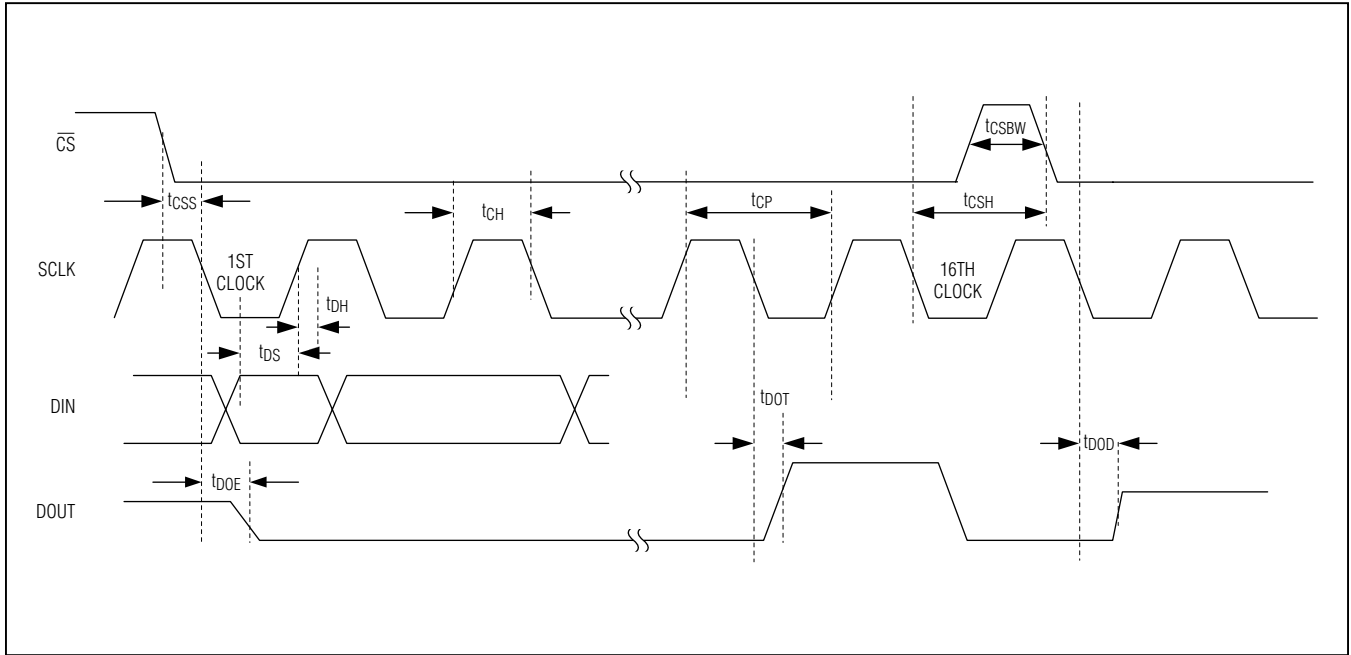 CS
tCSBW
tCSS
tCH
tCP
tCSH
SCLK
1ST
CLOCK
16TH
CLOCK
tDH
tDS
DIN
tDOT
tDOE
tDOD
DOUT